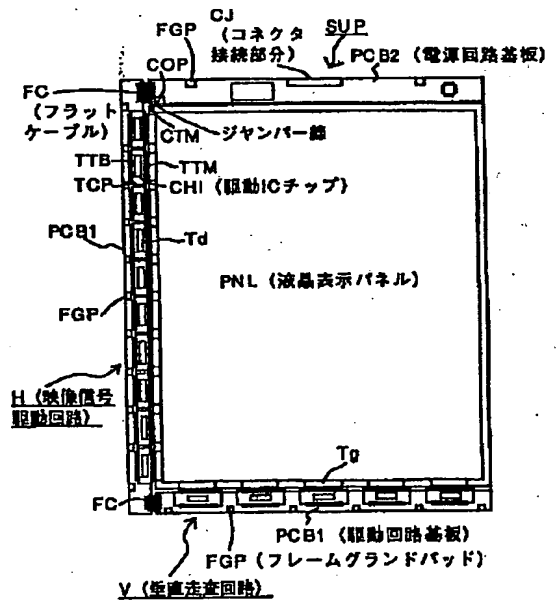 CJ
FGP
(コネクタ
接続部分)
SUP
COP
PCB2 (電源回路基板)
FC
(フラット
ケーブル)
CTM
ジャンパー線
TTB
TTM
TCP
CHI (駆動ICチップ)
PCB1
Td
PNL (液晶表示パネル)
FGP
H (映像信号
駆動回路)
Tg
FC
PCB1 (駆動回路基板)
FGP (フレームグランドパッド)
V (垂直走査回路)